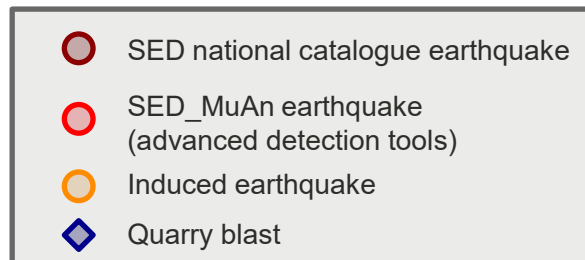 SED national catalogue earthquake
SED_MuAn earthquake
(advanced detection tools)
Induced earthquake
Quarry blast